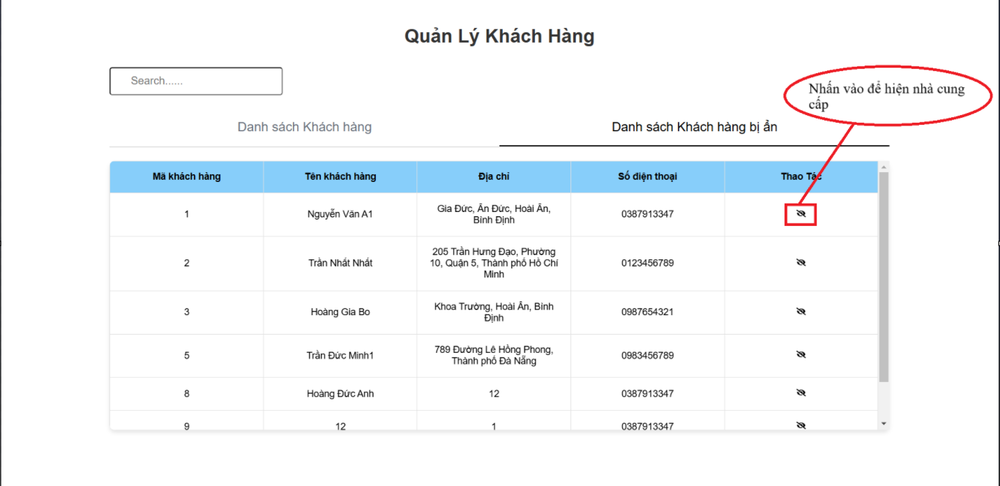 Quản Lý Khách Hàng
Search......
Nhấn vào để hiện nhà cung
cấp
Danh sách Khách hàng
Danh sách Khách hàng bị ẩn
Mã khách hàng Tên khách hàng Địa chỉ Số điện thoại Thao Tác
1 Nguyễn Văn A1 Gia Đức, Ân Đức, Hoài Ân, 0387913347
Bình Định
2 Trần Nhất Nhất 205 Trần Hưng Đạo, Phường 0123456789
10, Quận 5, Thành phố Hồ Chí
Minh
3 Hoàng Gia Bo Khoa Trường, Hoài Ân, Bình 0987654321
Định
5 Trần Đức Minh1 789 Đường Lê Hồng Phong, 0983456789
Thành phố Đà Nẵng
8 Hoàng Đức Anh 12 0387913347
9 12 1 0387913347